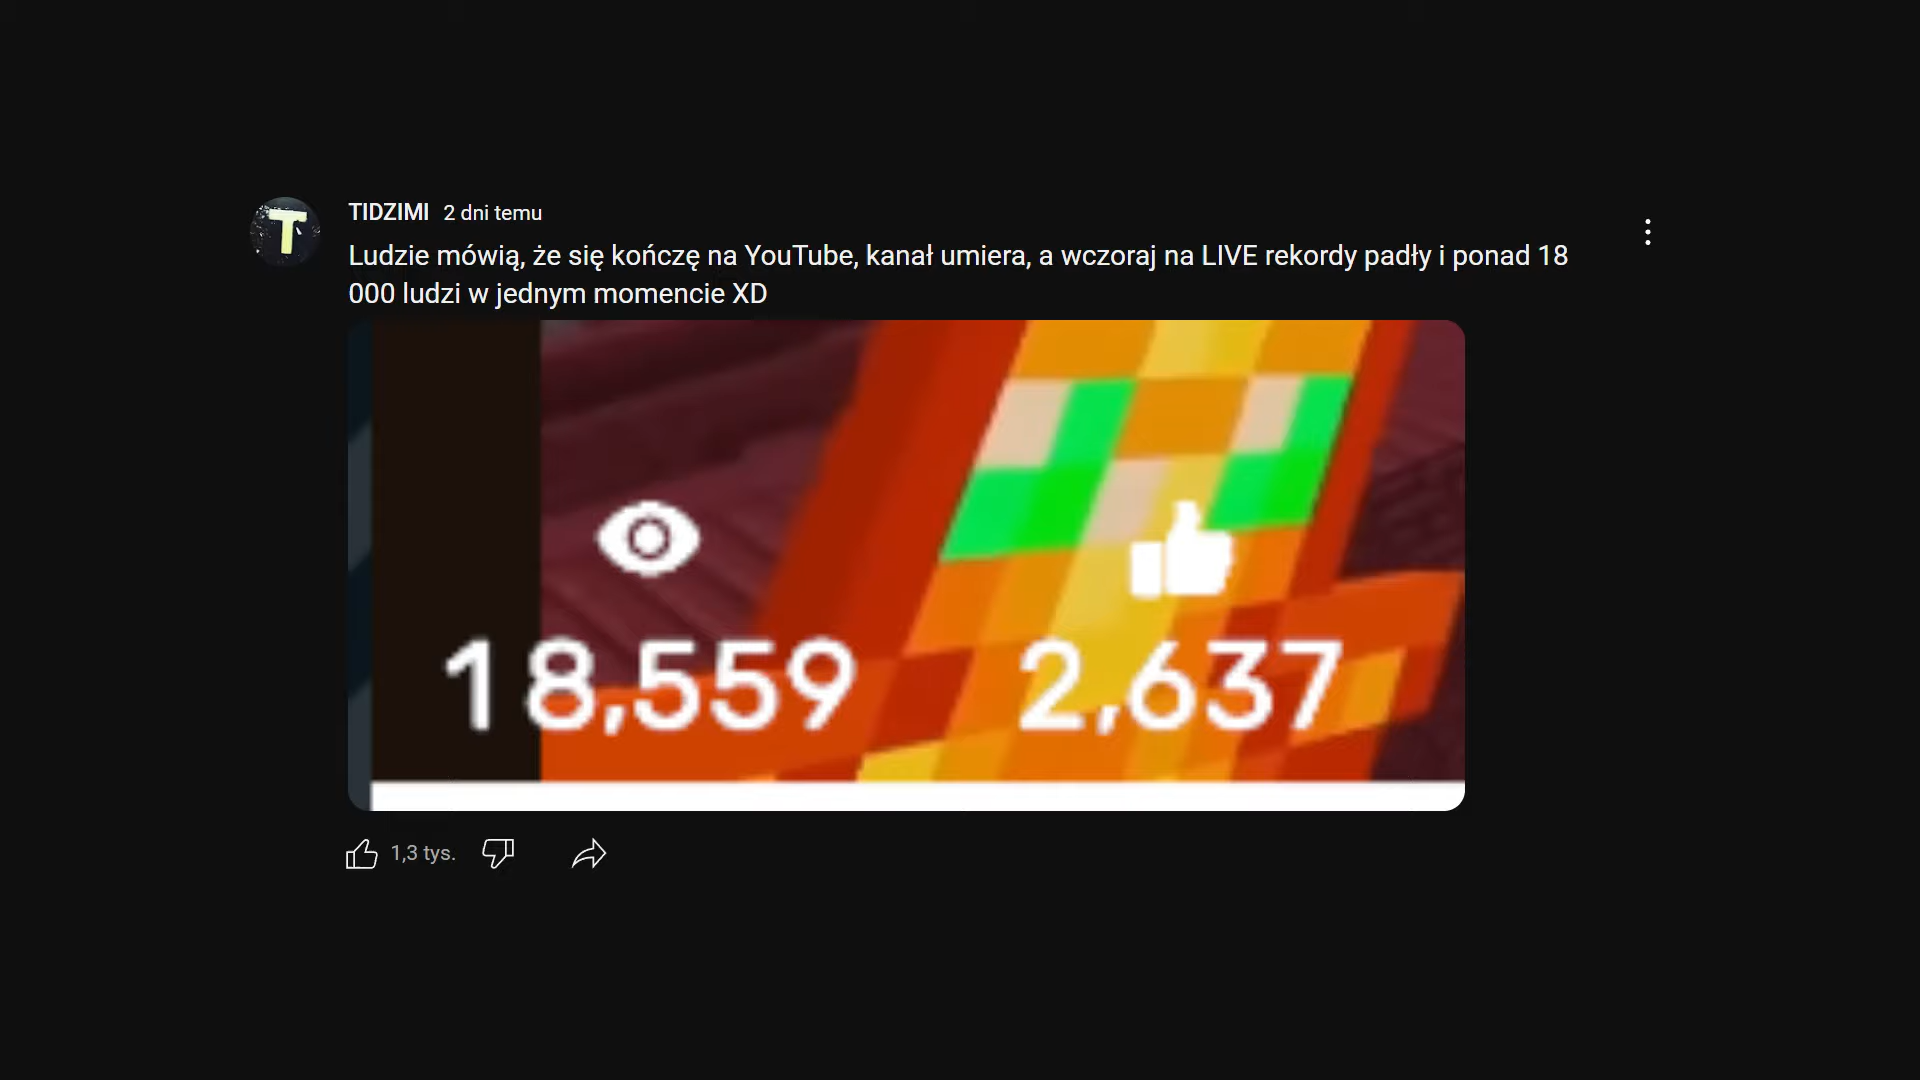 TIDZIMI 2 dni temu
Ludzie mówią, że się kończę na YouTube, kanał umiera, a wczoraj na LIVE rekordy padły i ponad 18
000 ludzi w jednym momencie XD
18,559 2,637
1,3 tys.